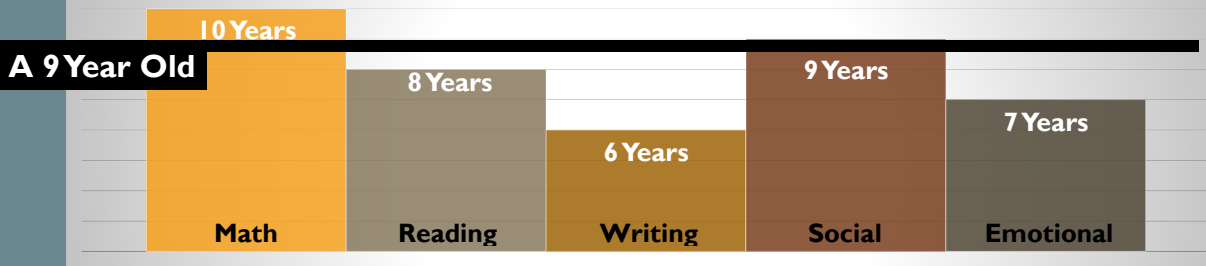 10 Years
A 9 Year Old
9 Years
8 Years
7 Years
6 Years
Math Reading Writing Social Emotional